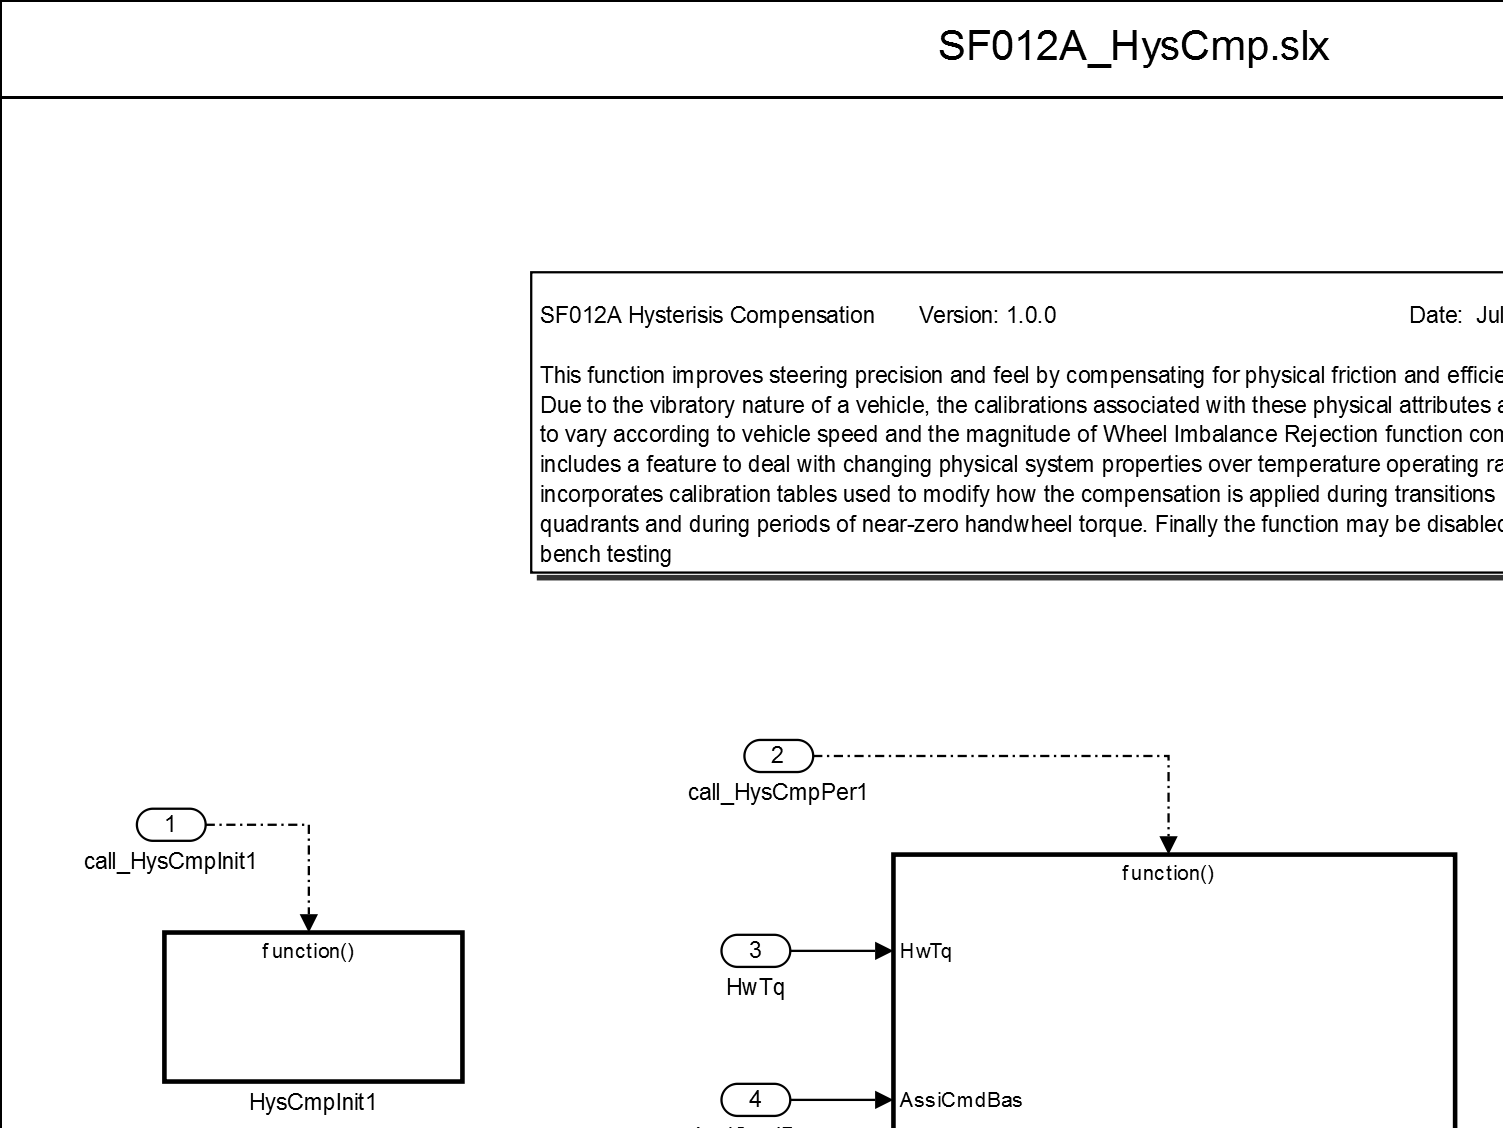 SF012A_HysCmp.slx
SF012A Hysterisis Compensation Version: 1.0.0 Date: Jul
This function improves steering precision and feel by compensating for physical friction and efficie
Due to the vibratory nature of a vehicle, the calibrations associated with these physical attributes a
to vary according to vehicle speed and the magnitude of Wheel Imbalance Rejection function com
includes a feature to deal with changing physical system properties over temperature operating ra
incorporates calibration tables used to modify how the compensation is applied during transitions
quadrants and during periods of near-zero handwheel torque. Finally the function may be disabled
bench testing
2
call_HysCmpPer1
1
call_HysCmpInit1
function()
function()
3
HwTq
HwTq
4
AssiCmdBas
HysCmpInit1